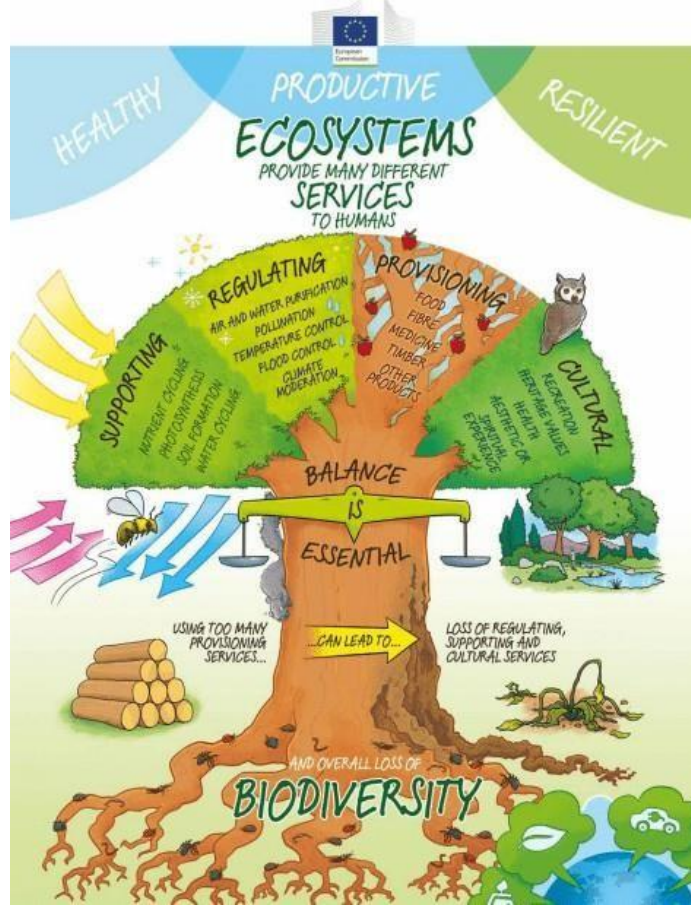 European
Commission
HEALTHY
PRODUCTIVE
RESILIENT
ECOSYSTEMS
PROVIDE MANY DIFFERENT
SERVICES
TO HUMANS
SUPPORTING
NUTRIENT CYCLING
PHOTOSYNTHESIS
SOIL FORMATION
WATER CYCLING
REGULATING
AIR AND WATER PURIFICATION
POLLINATION
TEMPERATURE CONTROL
FLOOD CONTROL
CLIMATE
MODERATION
PROVISIONING
FOOD
FIBRE
MEDICINE
TIMBER
OTHER
PRODUCTS
CULTURAL
RECREATION
HERITAGE VALUES
HEALTH
AESTHETIC OR
SPIRITUAL
EXPERIENCE
BALANCE
IS
ESSENTIAL
USING TOO MANY
PROVISIONING
SERVICES...
...CAN LEAD TO...
LOSS OF REGULATING,
SUPPORTING AND
CULTURAL SERVICES
AND OVERALL LOSS OF
BIODIVERSITY